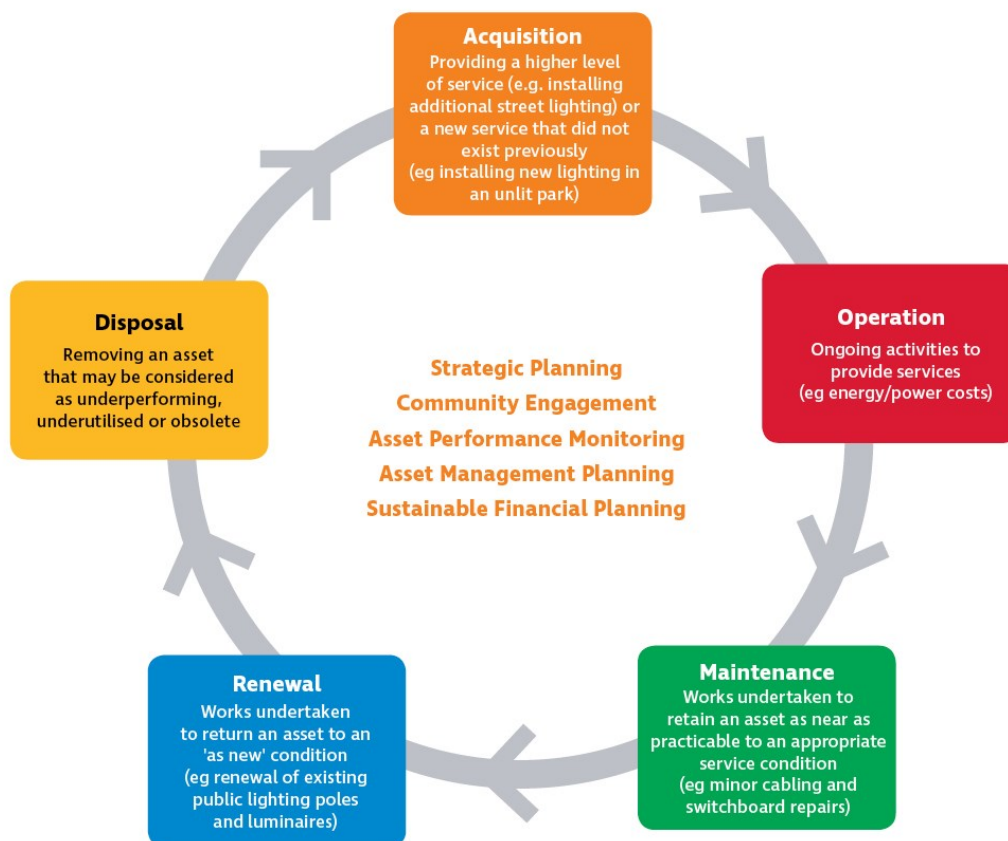 Acquisition
Providing a higher level
of service (e.g. installing
additional street lighting) or
a new service that did not
exist previously
(eg installing new lighting in
an unlit park)
Operation
Ongoing activities to
provide services
(eg energy/power costs)
Maintenance
Works undertaken to
retain an asset as near as
practicable to an appropriate
service condition
(eg minor cabling and
switchboard repairs)
Renewal
Works undertaken
to return an asset to an
'as new' condition
(eg renewal of existing
public lighting poles
and luminaires)
Disposal
Removing an asset
that may be considered
as underperforming,
underutilised or obsolete
Strategic Planning
Community Engagement
Asset Performance Monitoring
Asset Management Planning
Sustainable Financial Planning